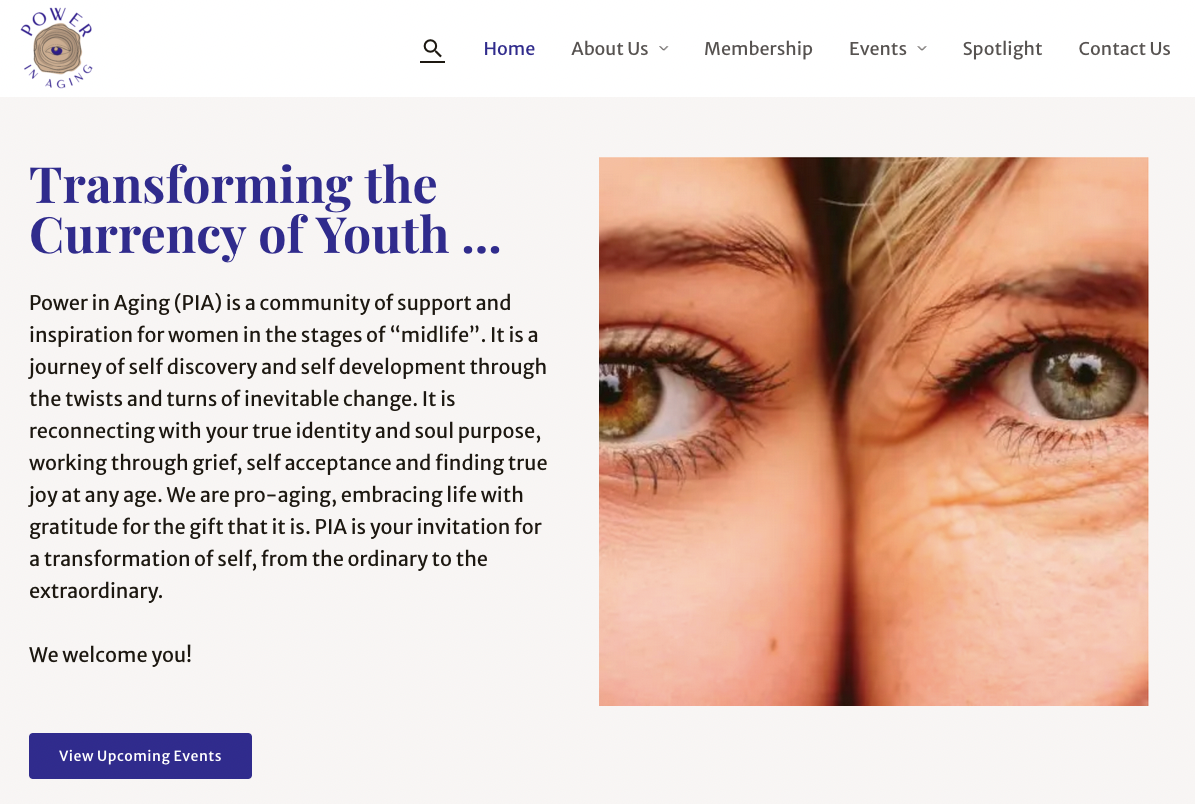 POWER
IN AGING
Home
About Us
Membership
Events
Spotlight
Contact Us
Transforming the
Currency of Youth ...
Power in Aging (PIA) is a community of support and
inspiration for women in the stages of “midlife”. It is a
journey of self discovery and self development through
the twists and turns of inevitable change. It is
reconnecting with your true identity and soul purpose,
working through grief, self acceptance and finding true
joy at any age. We are pro-aging, embracing life with
gratitude for the gift that it is. PIA is your invitation for
a transformation of self, from the ordinary to the
extraordinary.
We welcome you!
View Upcoming Events